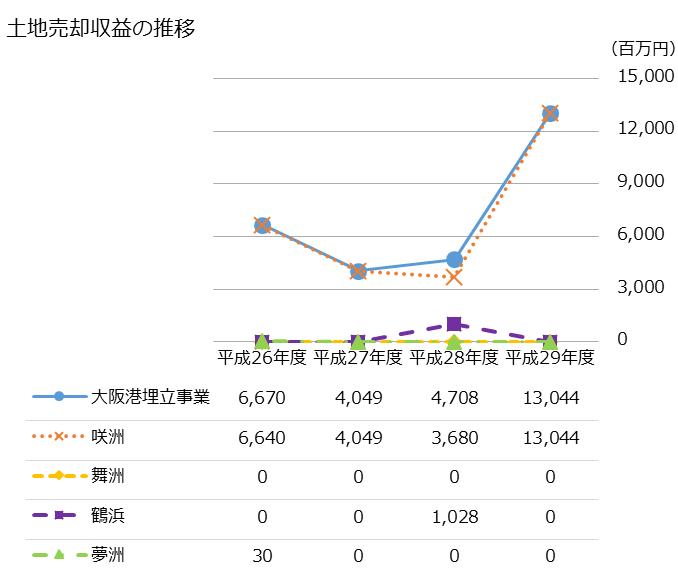 土地売却収益の推移
（百万円）
15,000
12,000
9,000
6,000
3,000
0
平成26年度 平成27年度 平成28年度 平成29年度
大阪港埋立事業 6,670 4,049 4,708 13,044
咲洲 6,640 4,049 3,680 13,044
舞洲 0 0 0 0
鶴浜 0 0 1,028 0
夢洲 30 0 0 0